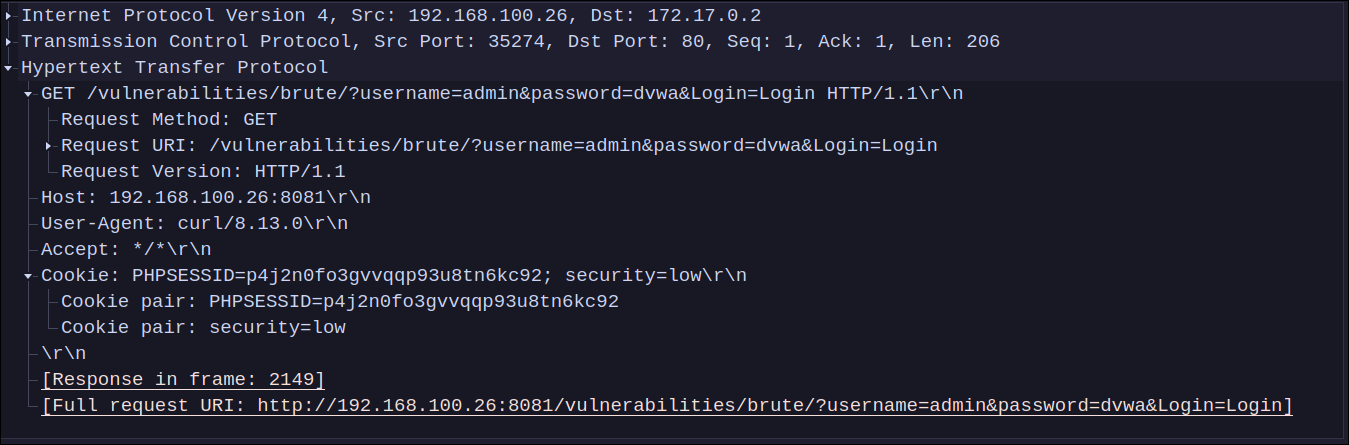 Internet Protocol Version 4, Src: 192.168.100.26, Dst: 172.17.0.2
Transmission Control Protocol, Src Port: 35274, Dst Port: 80, Seq: 1, Ack: 1, Len: 206
Hypertext Transfer Protocol
GET /vulnerabilities/brute/?username=admin&password=dvwa&Login=Login HTTP/1.1\r\n
Request Method: GET
Request URI: /vulnerabilities/brute/?username=admin&password=dvwa&Login=Login
Request Version: HTTP/1.1
Host: 192.168.100.26:8081\r\n
User-Agent: curl/8.13.0\r\n
Accept: */*\r\n
Cookie: PHPSESSID=p4j2n0fo3gvvqqp93u8tn6kc92; security=low\r\n
Cookie pair: PHPSESSID=p4j2n0fo3gvvqqp93u8tn6kc92
Cookie pair: security=low
\r\n
[Response in frame: 2149]
[Full request URI: http://192.168.100.26:8081/vulnerabilities/brute/?username=admin&password=dvwa&Login=Login]